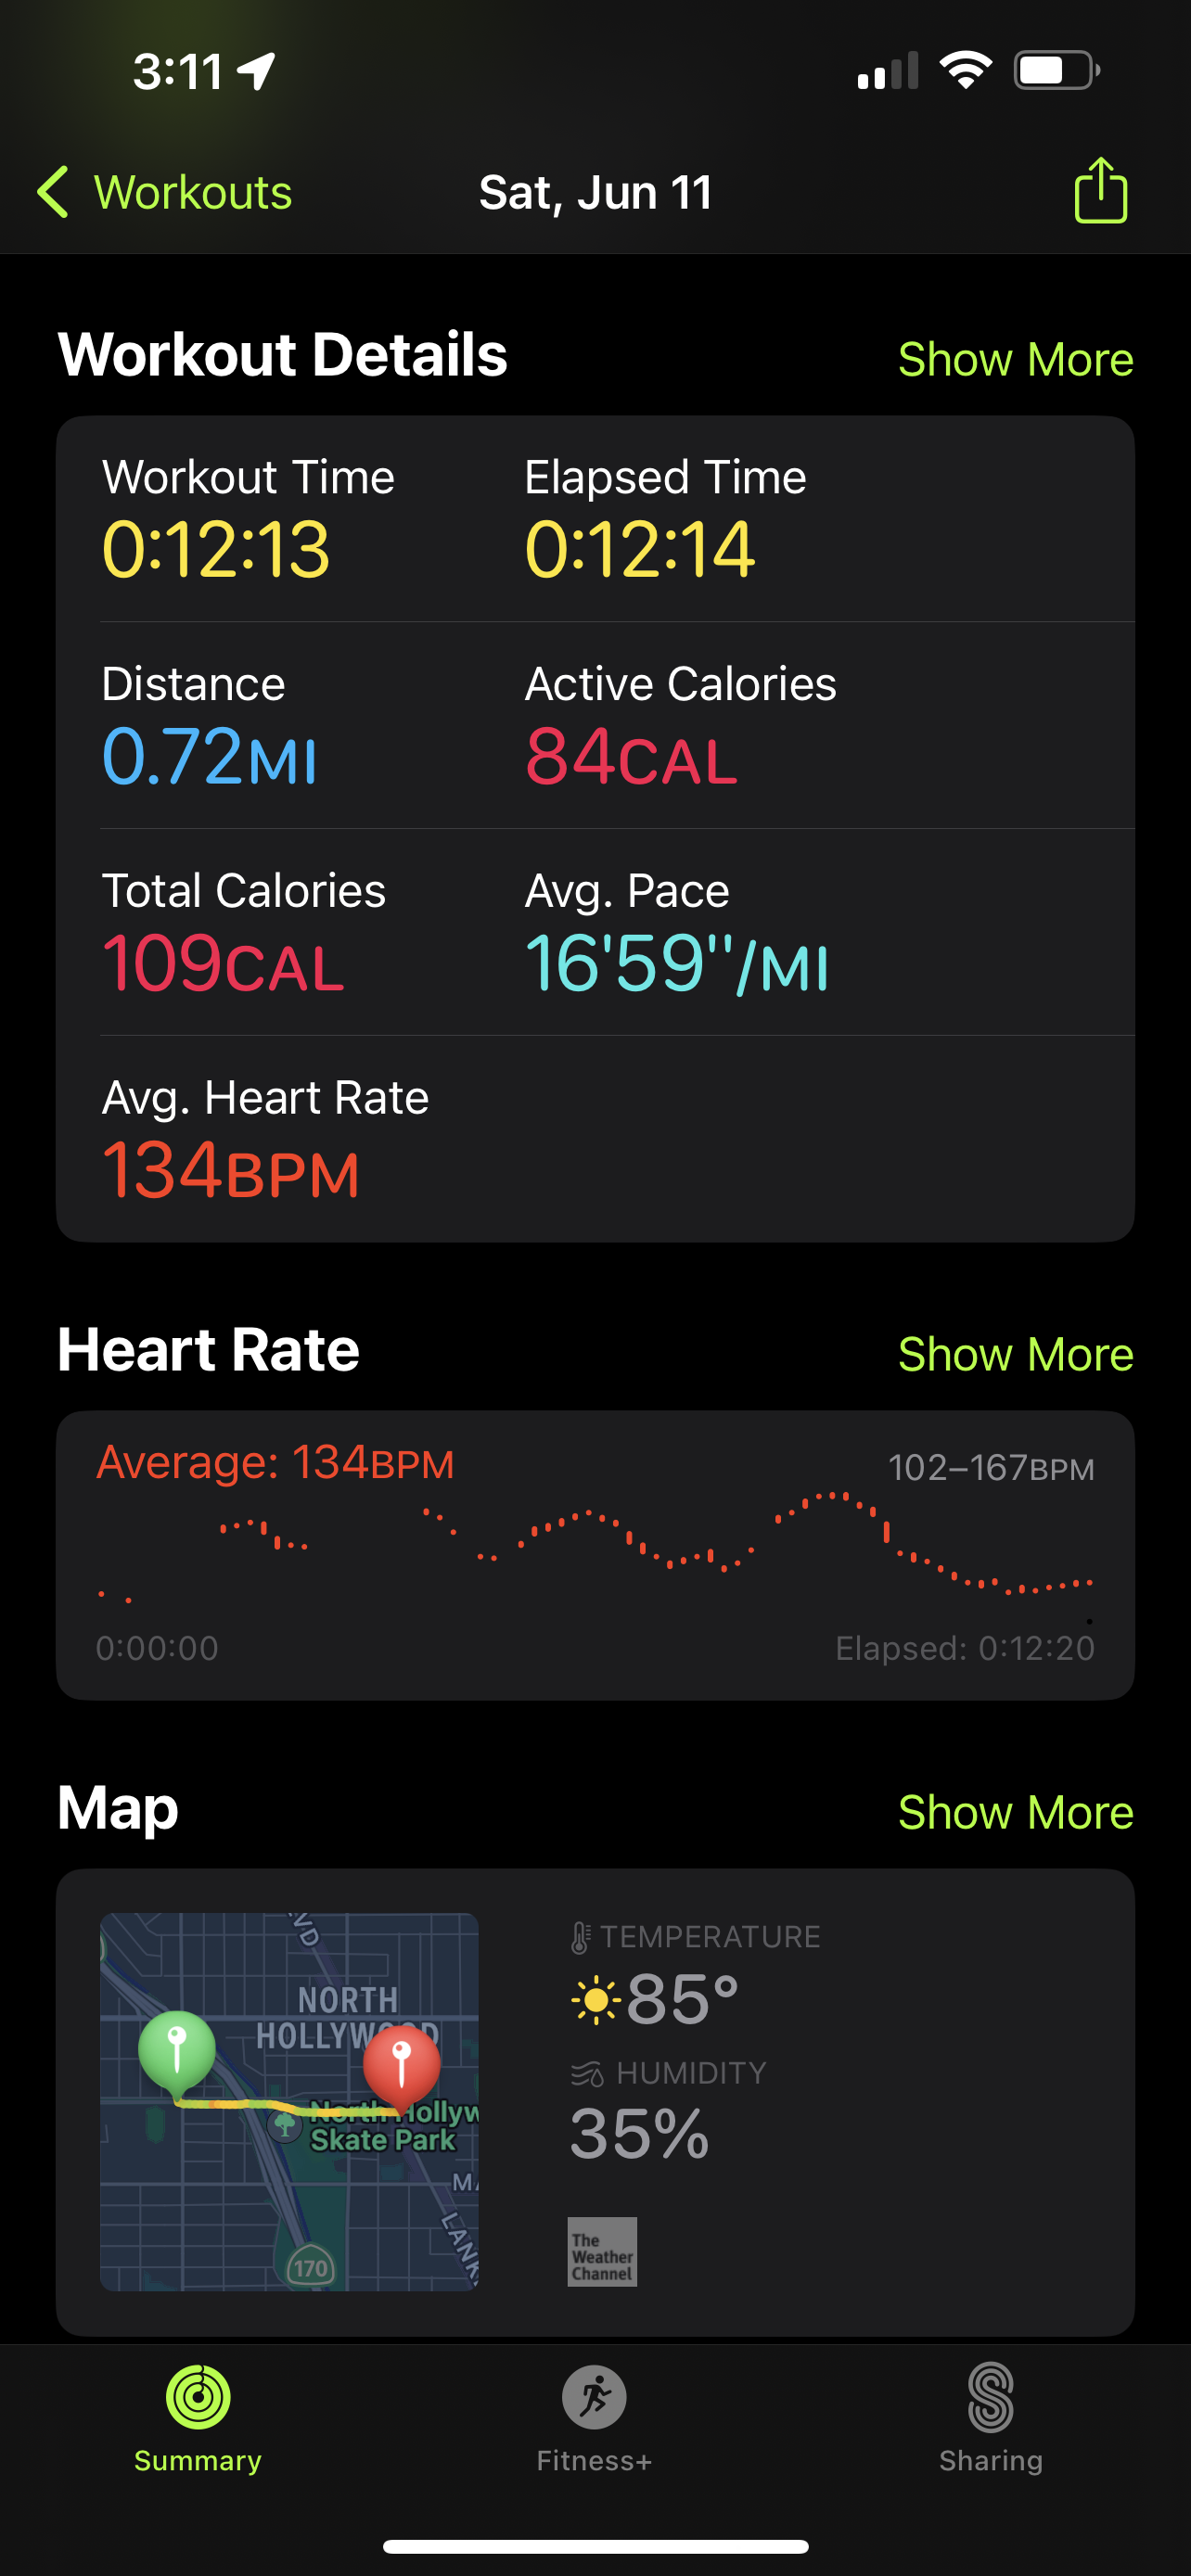 3:11
Workouts
Sat, Jun 11
Workout Details
Show More
Workout Time
Elapsed Time
0:12:13
0:12:14
Distance
Active Calories
0.72MI
84CAL
Total Calories
Avg. Pace
109CAL
16'59"/MI
Avg. Heart Rate
134BPM
Heart Rate
Show More
Average: 134BPM
102–167BPM
0:00:00
Elapsed: 0:12:20
Map
Show More
VD
NORTH
HOLLYWOOD
North Hollyw
Skate Park
MA
LANK
170
TEMPERATURE
85°
HUMIDITY
35%
The
Weather
Channel
Summary
Fitness+
Sharing